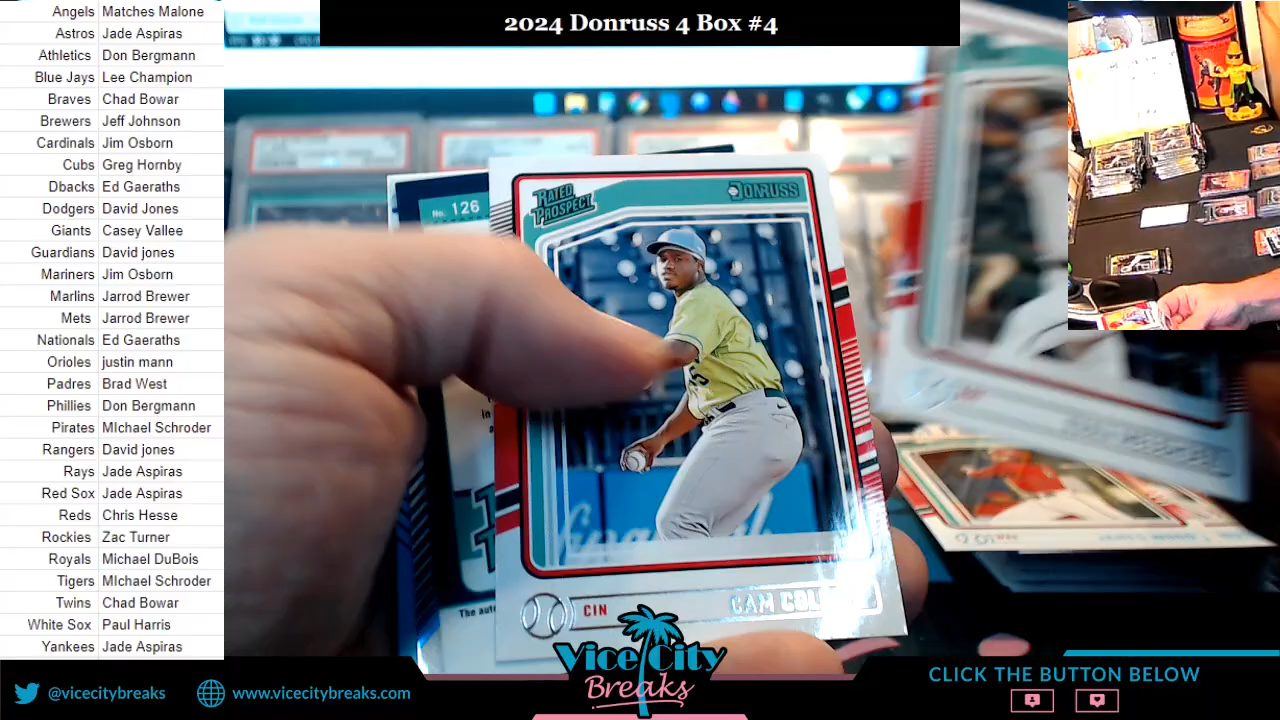 2024 Donruss 4 Box #4
Angels Matches Malone
Astros Jade Aspiras
Athletics Don Bergmann
Blue Jays Lee Champion
Braves Chad Bowar
Brewers Jeff Johnson
Cardinals Jim Osborn
Cubs Greg Hornby
Dbacks Ed Gaeraths
Dodgers David Jones
Giants Casey Vallee
Guardians David jones
Mariners Jim Osborn
Marlins Jarrod Brewer
Mets Jarrod Brewer
Nationals Ed Gaeraths
Orioles justin mann
Padres Brad West
Phillies Don Bergmann
Pirates MIchael Schroder
Rangers David jones
Rays Jade Aspiras
Red Sox Jade Aspiras
Reds Chris Hesse
Rockies Zac Turner
Royals Michael DuBois
Tigers MIchael Schroder
Twins Chad Bowar
White Sox Paul Harris
Yankees Jade Aspiras
No. 126
RATED
PROSPECT
DONRUSS
CIN CAM
The
Vice City
Breaks
@vicecitybreaks
www.vicecitybreaks.com
CLICK THE BUTTON BELOW